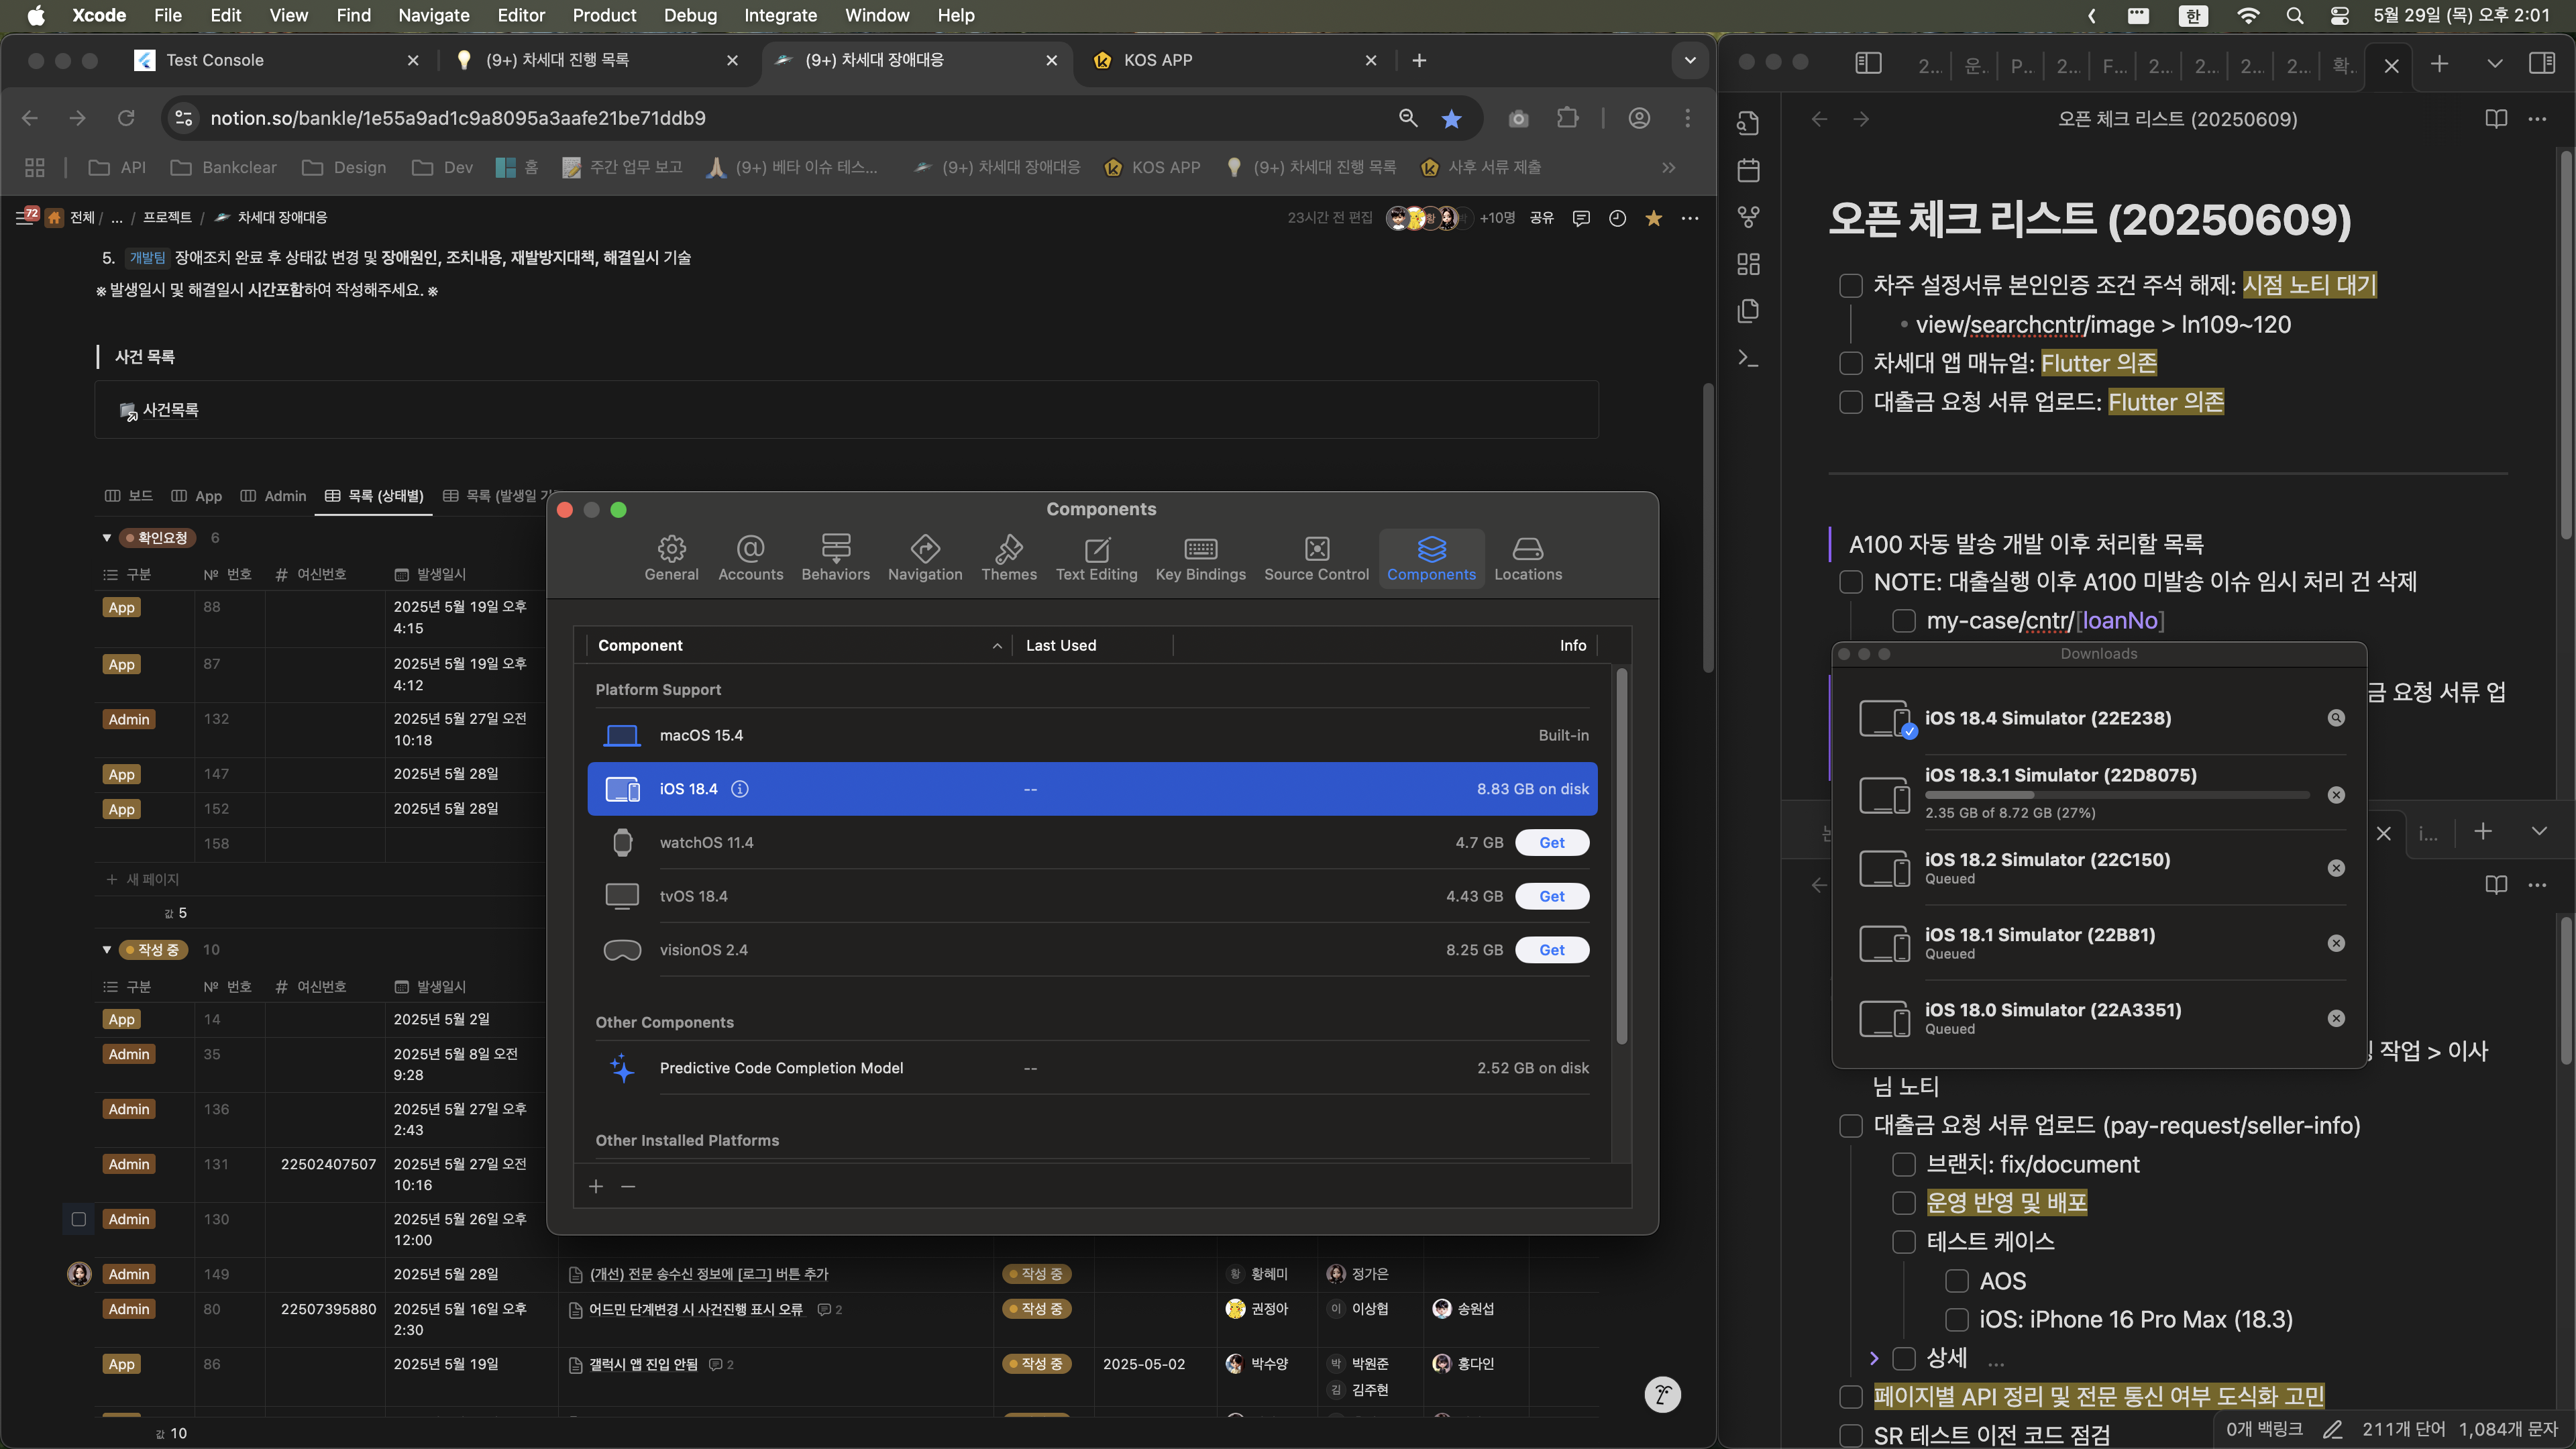 Xcode File Edit View Find Navigate Editor Product Debug Integrate Window Help
한 5월 29일 (목) 오후 2:01
Test Console
(9+) 차세대 진행 목록
(9+) 차세대 장애대응
KOS APP
notion.so/bankle/1e55a9ad1c9a8095a3aafe21be71ddb9
API Bankclear Design Dev 홈 주간 업무 보고 (9+) 베타 이슈 테스... (9+) 차세대 장애대응 KOS APP (9+) 차세대 진행 목록 사후 서류 제출
72 전체 / ... / 프로젝트 / 차세대 장애대응
23시간 전 편집 +10명 공유
5. 개발팀 장애조치 완료 후 상태값 변경 및 장애원인, 조치내용, 재발방지대책, 해결일시 기술
※ 발생일시 및 해결일시 시간포함하여 작성해주세요. ※
사건 목록
사건목록
보드 App Admin 목록 (상태별) 목록 (발생일
확인요청 6
구분 번호 여신번호 발생일시
App 88 2025년 5월 19일 오후
4:15
App 87 2025년 5월 19일 오후
4:12
Admin 132 2025년 5월 27일 오전
10:18
App 147 2025년 5월 28일
App 152 2025년 5월 28일
158
+ 새 페이지
값 5
작성 중 10
구분 번호 여신번호 발생일시
App 14 2025년 5월 2일
Admin 35 2025년 5월 8일 오전
9:28
Admin 136 2025년 5월 27일 오후
2:43
Admin 131 22502407507 2025년 5월 27일 오전
10:16
Admin 130 2025년 5월 26일 오후
12:00
Admin 149 2025년 5월 28일 (개선) 전문 송수신 정보에 [로그] 버튼 추가 작성 중 황 황혜미 정가은
Admin 80 22507395880 2025년 5월 16일 오후
2:30
어드민 단계변경 시 사건진행 표시 오류 2 작성 중 권정아 이 이상협 송원섭
App 86 2025년 5월 19일 갤럭시 앱 진입 안됨 2 작성 중 2025-05-02 박수양 박 박원준 홍다인
김 김주현
값 10
Components
General Accounts Behaviors Navigation Themes Text Editing Key Bindings Source Control Components Locations
Component Last Used Info
Platform Support
macOS 15.4 Built-in
iOS 18.4 -- 8.83 GB on disk
watchOS 11.4 4.7 GB Get
tvOS 18.4 4.43 GB Get
visionOS 2.4 8.25 GB Get
Other Components
Predictive Code Completion Model -- 2.52 GB on disk
Other Installed Platforms
+ −
2... 운. P... 2... F... 2... 2... 2... 2... 확.
오픈 체크 리스트 (20250609)
오픈 체크 리스트 (20250609)
차주 설정서류 본인인증 조건 주석 해제: 시점 노티 대기
view/searchcntr/image > ln109~120
차세대 앱 매뉴얼: Flutter 의존
대출금 요청 서류 업로드: Flutter 의존
A100 자동 발송 개발 이후 처리할 목록
NOTE: 대출실행 이후 A100 미발송 이슈 임시 처리 건 삭제
my-case/cntr/[loanNo]
금 요청 서류 업
Downloads
iOS 18.4 Simulator (22E238)
iOS 18.3.1 Simulator (22D8075)
2.35 GB of 8.72 GB (27%)
iOS 18.2 Simulator (22C150)
Queued
iOS 18.1 Simulator (22B81)
Queued
iOS 18.0 Simulator (22A3351)
Queued
i...
작업 > 이사
님 노티
대출금 요청 서류 업로드 (pay-request/seller-info)
브랜치: fix/document
운영 반영 및 배포
테스트 케이스
AOS
iOS: iPhone 16 Pro Max (18.3)
상세 ...
페이지별 API 정리 및 전문 통신 여부 도식화 고민
SR 테스트 이전 코드 점검
0개 백링크 211개 단어 1,084개 문자